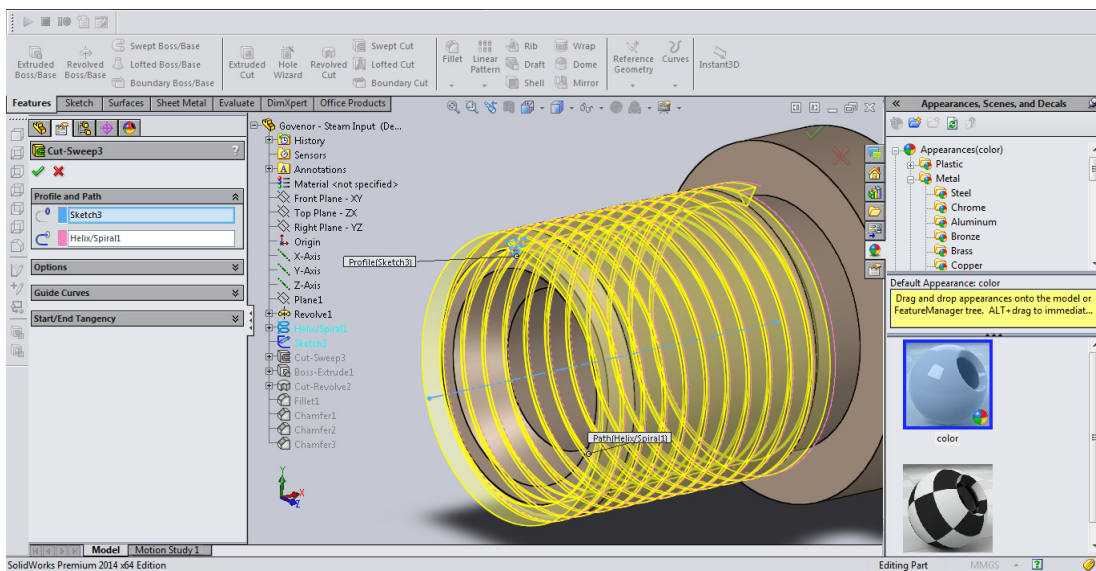 Extruded Boss/Base
Revolved Boss/Base
Swept Boss/Base
Lofted Boss/Base
Boundary Boss/Base
Extruded Cut
Hole Wizard
Revolved Cut
Swept Cut
Lofted Cut
Boundary Cut
Fillet
Linear Pattern
Rib
Draft
Shell
Wrap
Dome
Mirror
Reference Geometry
Curves
Instant3D
Features
Sketch
Surfaces
Sheet Metal
Evaluate
DimXpert
Office Products
Cut-Sweep3
?
Profile and Path
Sketch3
Helix/Spiral1
Options
Guide Curves
Start/End Tangency
Govenor - Steam Input (De...
History
Sensors
Annotations
Material <not specified>
Front Plane - XY
Top Plane - ZX
Right Plane - YZ
Origin
X-Axis
Y-Axis
Z-Axis
Plane1
Revolve1
Helix/Spiral1
Sketch3
Cut-Sweep3
Boss-Extrude1
Cut-Revolve2
Fillet1
Chamfer1
Chamfer2
Chamfer3
Profile(Sketch3)
Path(Helix/Spiral1)
Y
X
Z
Appearances, Scenes, and Decals
Appearances(color)
Plastic
Metal
Steel
Chrome
Aluminum
Bronze
Brass
Copper
Default Appearance: color
Drag and drop appearances onto the model or
FeatureManager tree. ALT+drag to immediat...
color
Model
Motion Study 1
SolidWorks Premium 2014 x64 Edition
Editing Part
MMGS
?